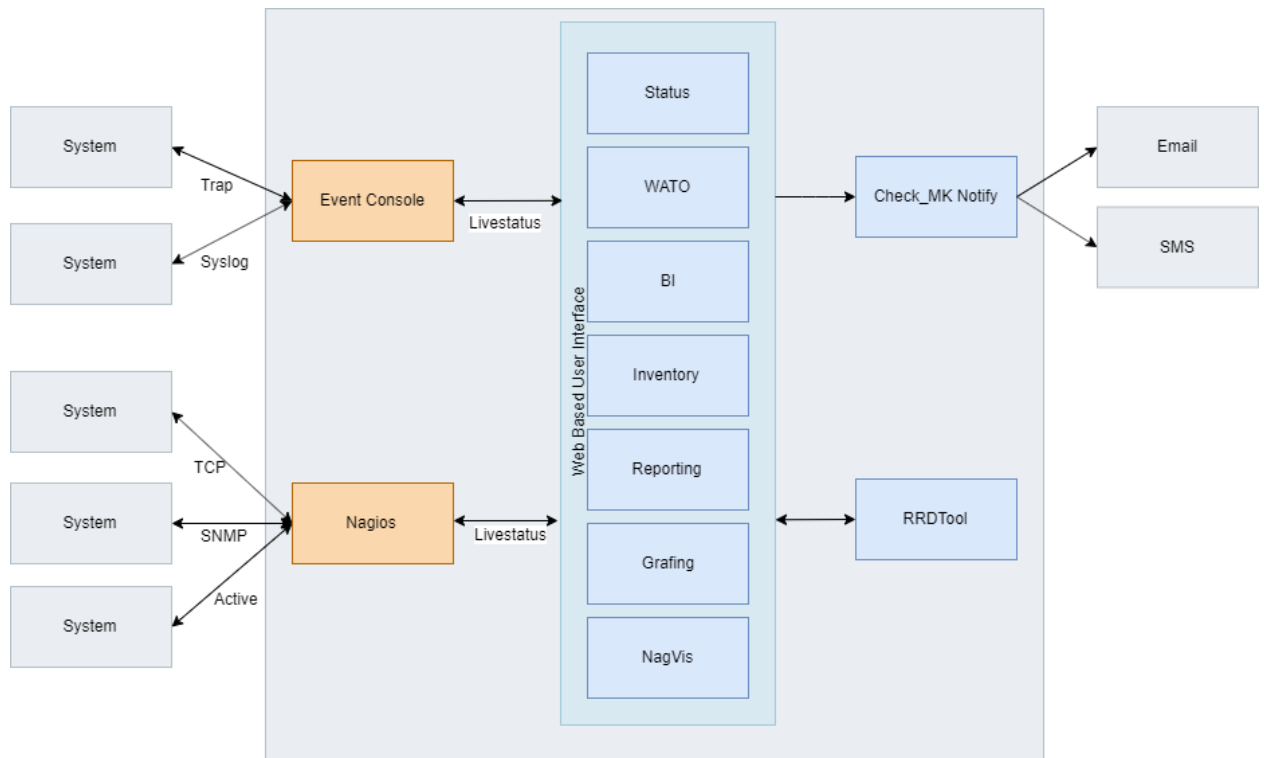 System
Trap
System
Syslog
Event Console
Livestatus
System
TCP
System
SNMP
System
Active
Nagios
Livestatus
Web Based User Interface
Status
WATO
BI
Inventory
Reporting
Grafing
NagVis
Check_MK Notify
RRDTool
Email
SMS